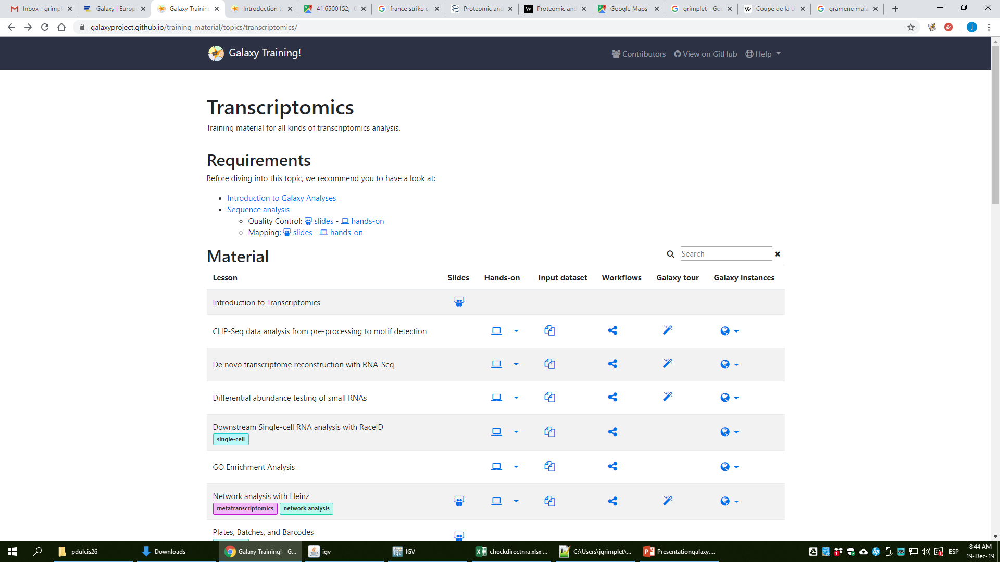 Inbox - grimpl
Galaxy | Europe
Galaxy Training
Introduction to
41.6500152, -0
france strike cu
Proteomic and
Proteomic and
Google Maps
grimplet - Goo
Coupe de la Li
gramene maiz
galaxyproject.github.io/training-material/topics/transcriptomics/
j
Galaxy Training!
Contributors
View on GitHub
Help
Transcriptomics
Training material for all kinds of transcriptomics analysis.
Requirements
Before diving into this topic, we recommend you to have a look at:
Introduction to Galaxy Analyses
Sequence analysis
Quality Control: slides - hands-on
Mapping: slides - hands-on
Material
Search
Lesson Slides Hands-on Input dataset Workflows Galaxy tour Galaxy instances
Introduction to Transcriptomics
CLIP-Seq data analysis from pre-processing to motif detection
De novo transcriptome reconstruction with RNA-Seq
Differential abundance testing of small RNAs
Downstream Single-cell RNA analysis with RaceID
single-cell
GO Enrichment Analysis
Network analysis with Heinz
metatranscriptomics network analysis
Plates, Batches, and Barcodes
pdulcis26
Downloads
Galaxy Training! - G...
igv
IGV
checkdirectnra.xlsx ...
C:\Users\jgrimplet\...
Presentationgalaxy....
ESP
8:44 AM
19-Dec-19